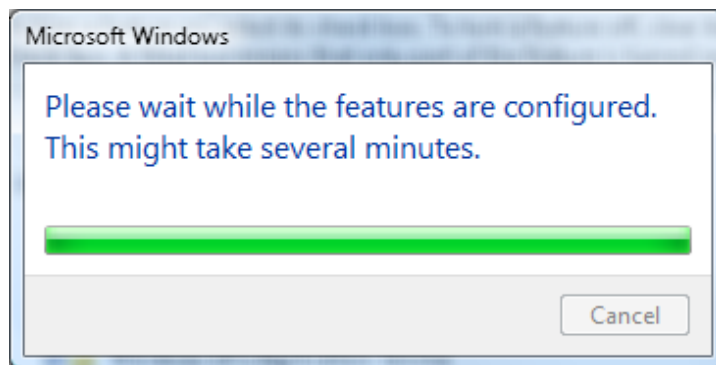 Microsoft Windows
Please wait while the features are configured.
This might take several minutes.
Cancel